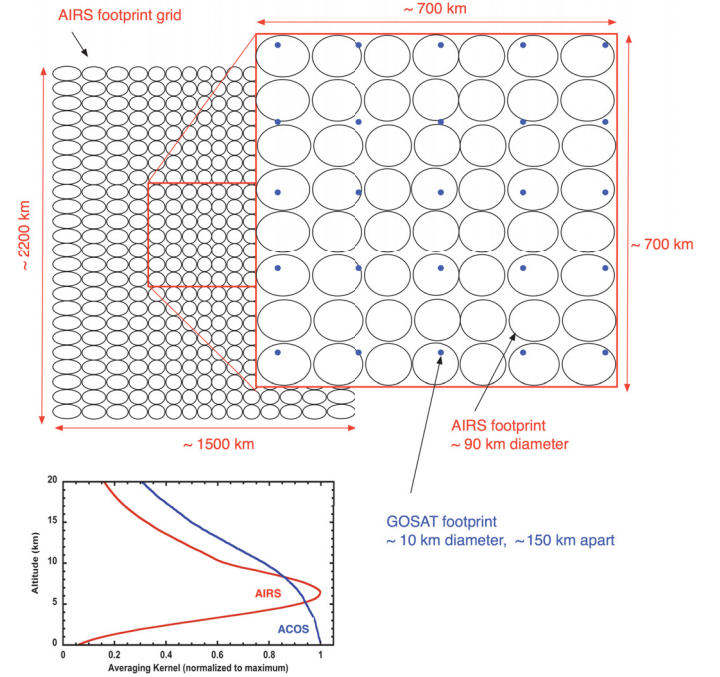 ~ 700 km
AIRS footprint grid
~ 2200 km
~ 700 km
~ 1500 km
AIRS footprint
~ 90 km diameter
GOSAT footprint
~ 10 km diameter, ~150 km apart
20
15
10
5
0
Altitude (km)
AIRS
ACOS
0 0.2 0.4 0.6 0.8 1
Averaging Kernel (normalized to maximum)